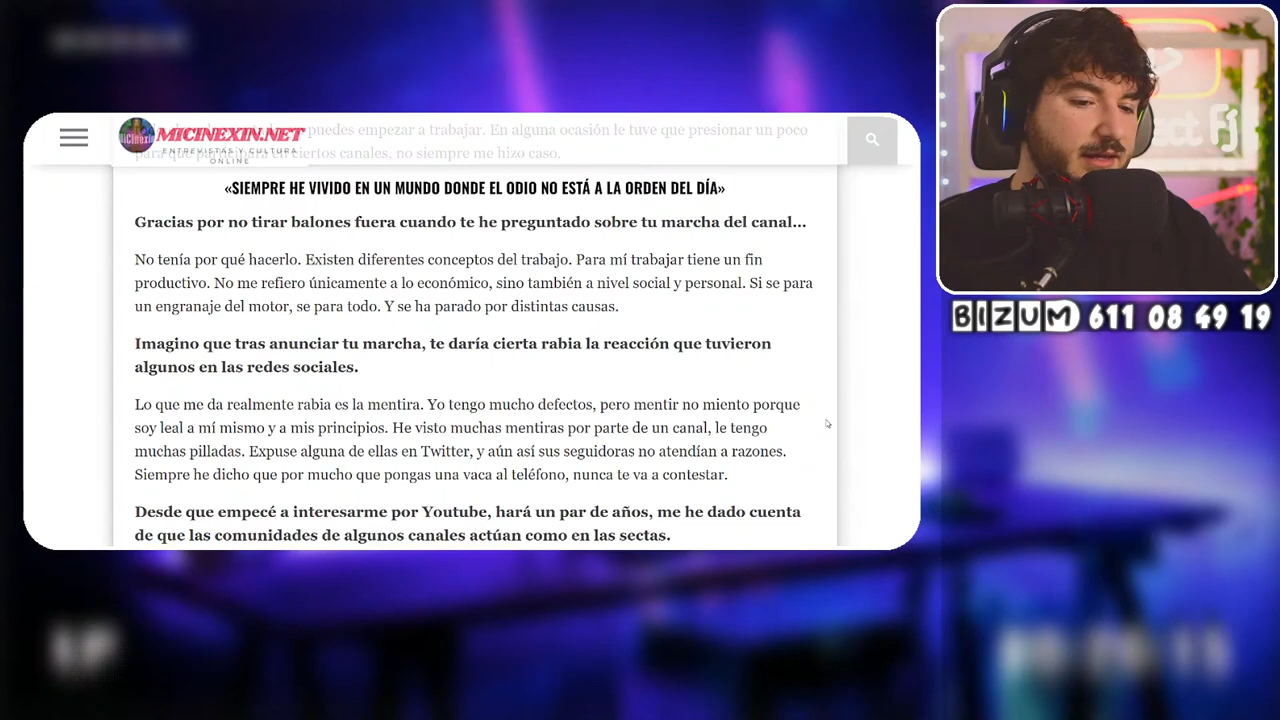 MICINEXIN.NET
ENTREVISTAS Y CULTURA
ONLINE
puedes empezar a trabajar. En alguna ocasión le tuve que presionar un poco
ciertos canales, no siempre me hizo caso.
«SIEMPRE HE VIVIDO EN UN MUNDO DONDE EL ODIO NO ESTÁ A LA ORDEN DEL DÍA»
Gracias por no tirar balones fuera cuando te he preguntado sobre tu marcha del canal...
No tenía por qué hacerlo. Existen diferentes conceptos del trabajo. Para mí trabajar tiene un fin
productivo. No me refiero únicamente a lo económico, sino también a nivel social y personal. Si se para
un engranaje del motor, se para todo. Y se ha parado por distintas causas.
Imagino que tras anunciar tu marcha, te daría cierta rabia la reacción que tuvieron
algunos en las redes sociales.
Lo que me da realmente rabia es la mentira. Yo tengo mucho defectos, pero mentir no miento porque
soy leal a mí mismo y a mis principios. He visto muchas mentiras por parte de un canal, le tengo
muchas pilladas. Expuse alguna de ellas en Twitter, y aún así sus seguidoras no atendían a razones.
Siempre he dicho que por mucho que pongas una vaca al teléfono, nunca te va a contestar.
Desde que empecé a interesarme por Youtube, hará un par de años, me he dado cuenta
de que las comunidades de algunos canales actúan como en las sectas.
BIZUM 611 08 49 19